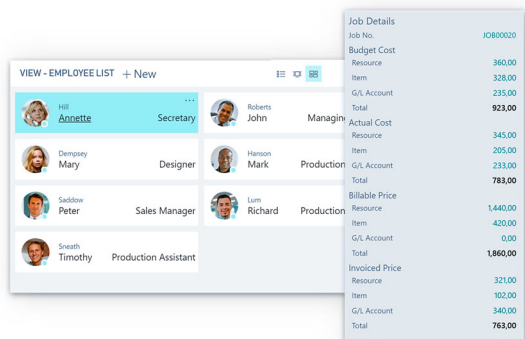 VIEW - EMPLOYEE LIST + New
Hill
Annette Secretary
Roberts
John Managing
Dempsey
Mary Designer
Hanson
Mark Production
Saddow
Peter Sales Manager
Lum
Richard Production
Sneath
Timothy Production Assistant
Job Details
Job No. JOB00020
Budget Cost
Resource 360,00
Item 328,00
G/L Account 235,00
Total 923,00
Actual Cost
Resource 345,00
Item 205,00
G/L Account 233,00
Total 783,00
Billable Price
Resource 1,440,00
Item 420,00
G/L Account 0,00
Total 1,860,00
Invoiced Price
Resource 321,00
Item 102,00
G/L Account 340,00
Total 763,00